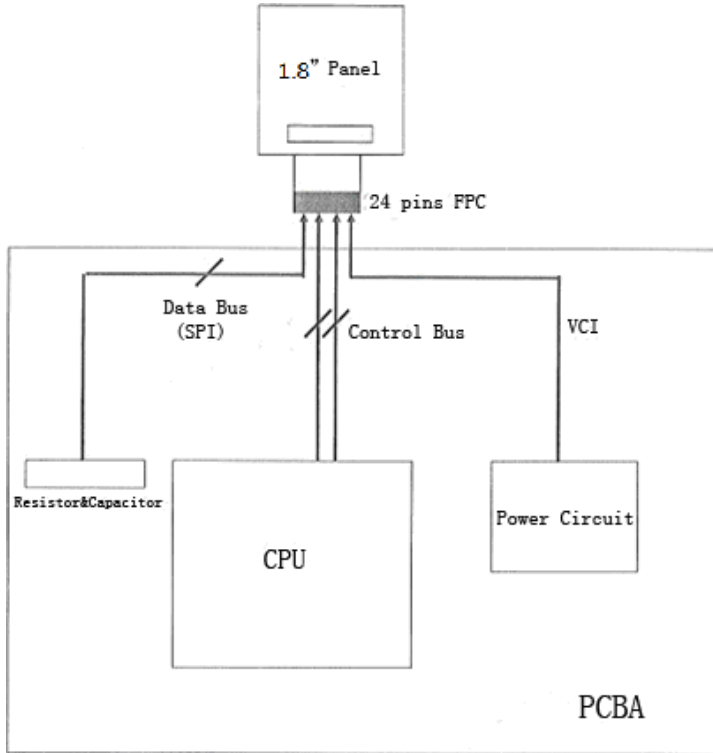 1.8” Panel
24 pins FPC
Data Bus
(SPI)
Control Bus
VCI
Resistor&Capacitor
CPU
Power Circuit
PCBA